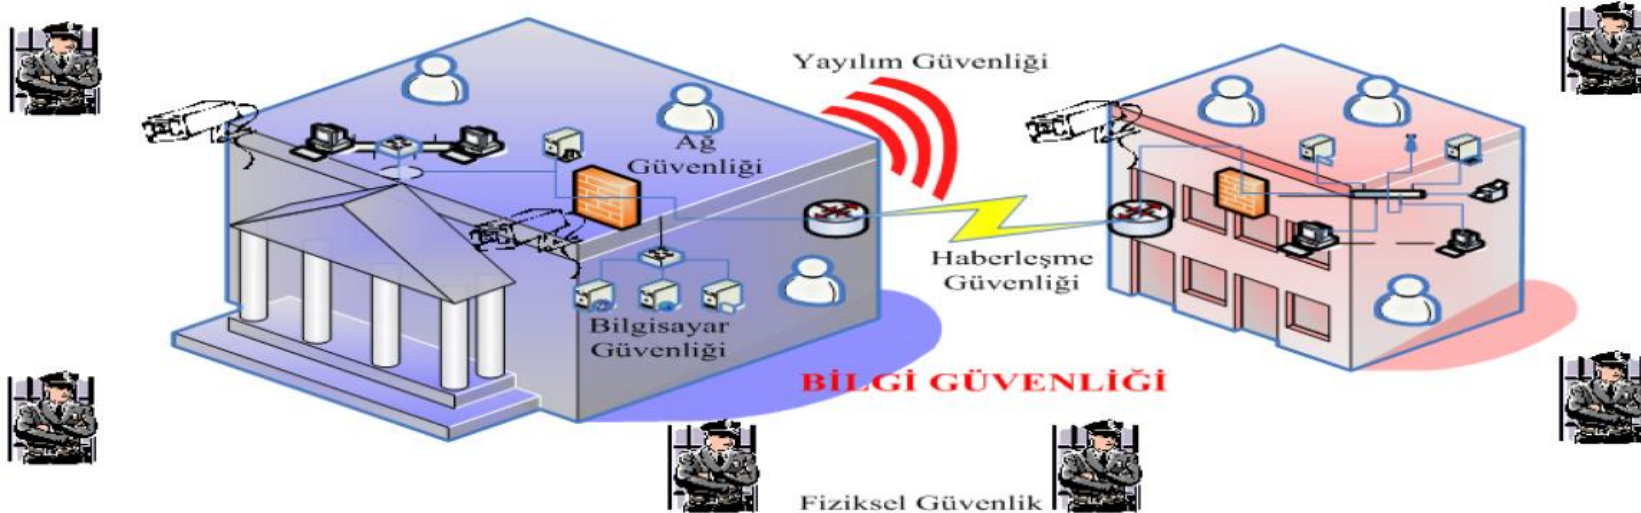 Yayılım Güvenliği
Ağ
Güvenliği
Haberleşme
Güvenliği
Bilgisayar
Güvenliği
BİLGİ GÜVENLİĞİ
Fiziksel Güvenlik